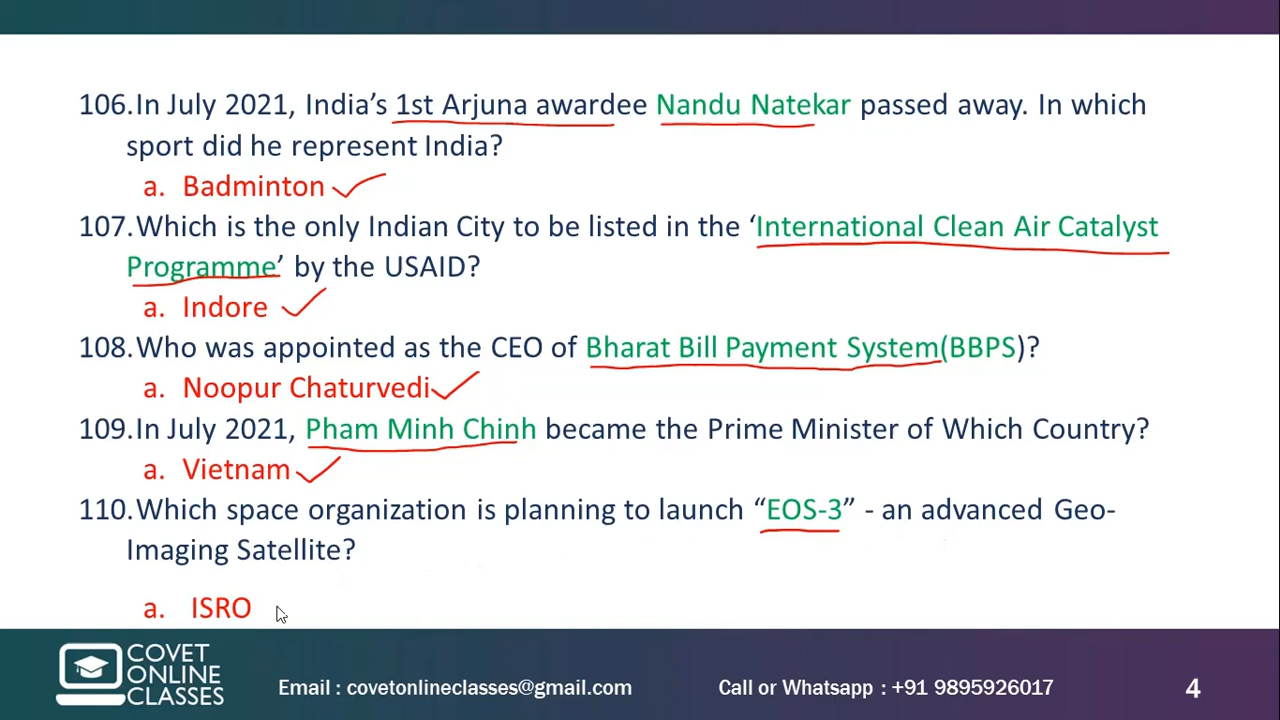 106.In July 2021, India’s 1st Arjuna awardee Nandu Natekar passed away. In which
sport did he represent India?
a. Badminton
107.Which is the only Indian City to be listed in the ‘International Clean Air Catalyst
Programme’ by the USAID?
a. Indore
108.Who was appointed as the CEO of Bharat Bill Payment System(BBPS)?
a. Noopur Chaturvedi
109.In July 2021, Pham Minh Chinh became the Prime Minister of Which Country?
a. Vietnam
110.Which space organization is planning to launch “EOS-3” - an advanced Geo-
Imaging Satellite?
a. ISRO
COVET
ONLINE
CLASSES
Email : covetonlineclasses@gmail.com
Call or Whatsapp : +91 9895926017
4